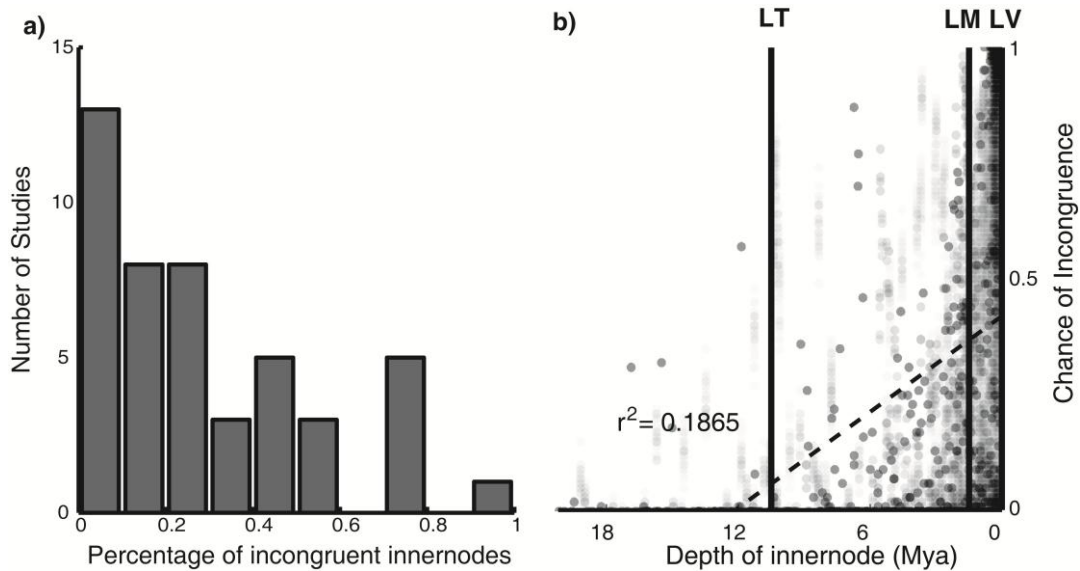 a)
15
10
5
0
Number of Studies
0 0.2 0.4 0.6 0.8 1
Percentage of incongruent innernodes
b)
LT LM LV
1
0.5
0
Chance of Incongruence
r²= 0.1865
18 12 6 0
Depth of innernode (Mya)